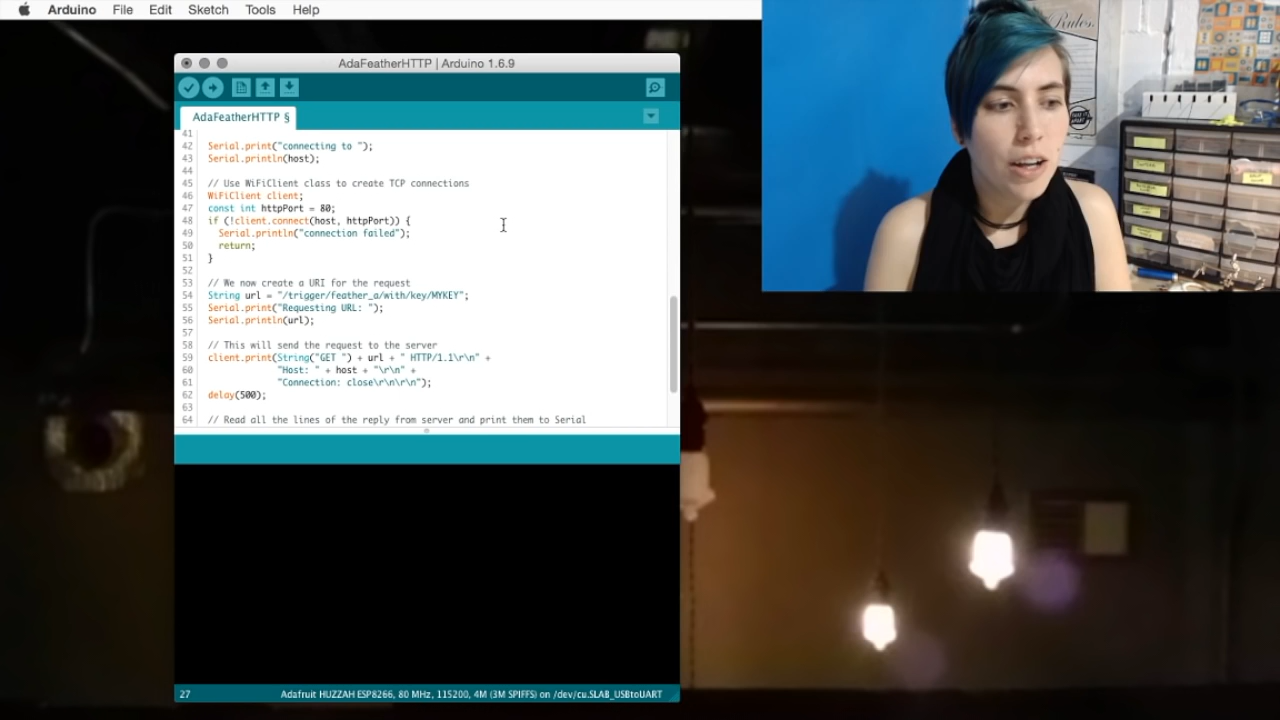 Arduino File Edit Sketch Tools Help
AdaFeatherHTTP | Arduino 1.6.9
AdaFeatherHTTP §
41
42 Serial.print("connecting to ");
43 Serial.println(host);
44
45 // Use WiFiClient class to create TCP connections
46 WiFiClient client;
47 const int httpPort = 80;
48 if (!client.connect(host, httpPort)) {
49 Serial.println("connection failed");
50 return;
51 }
52
53 // We now create a URI for the request
54 String url = "/trigger/feather_a/with/key/MYKEY";
55 Serial.print("Requesting URL: ");
56 Serial.println(url);
57
58 // This will send the request to the server
59 client.print(String("GET ") + url + " HTTP/1.1\r\n" +
60 "Host: " + host + "\r\n" +
61 "Connection: close\r\n\r\n");
62 delay(500);
63
64 // Read all the lines of the reply from server and print them to Serial
27 Adafruit HUZZAH ESP8266, 80 MHz, 115200, 4M (3M SPIFFS) on /dev/cu.SLAB_USBtoUART
Rules